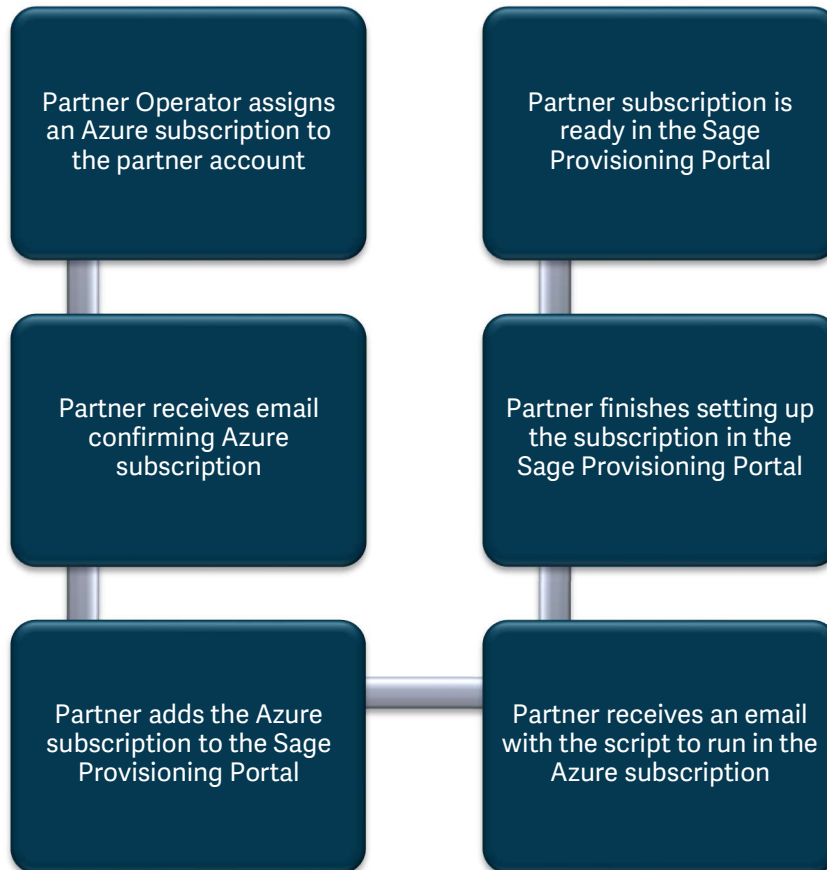 Partner Operator assigns
an Azure subscription to
the partner account
Partner receives email
confirming Azure
subscription
Partner adds the Azure
subscription to the Sage
Provisioning Portal
Partner receives an email
with the script to run in the
Azure subscription
Partner finishes setting up
the subscription in the
Sage Provisioning Portal
Partner subscription is
ready in the Sage
Provisioning Portal